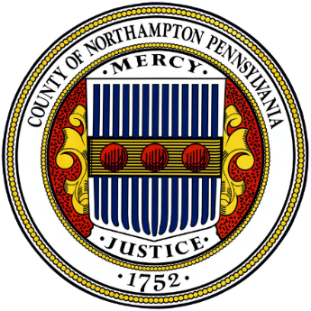 COUNTY OF NORTHAMPTON PENNSYLVANIA
·MERCY·
·JUSTICE·
·1752·